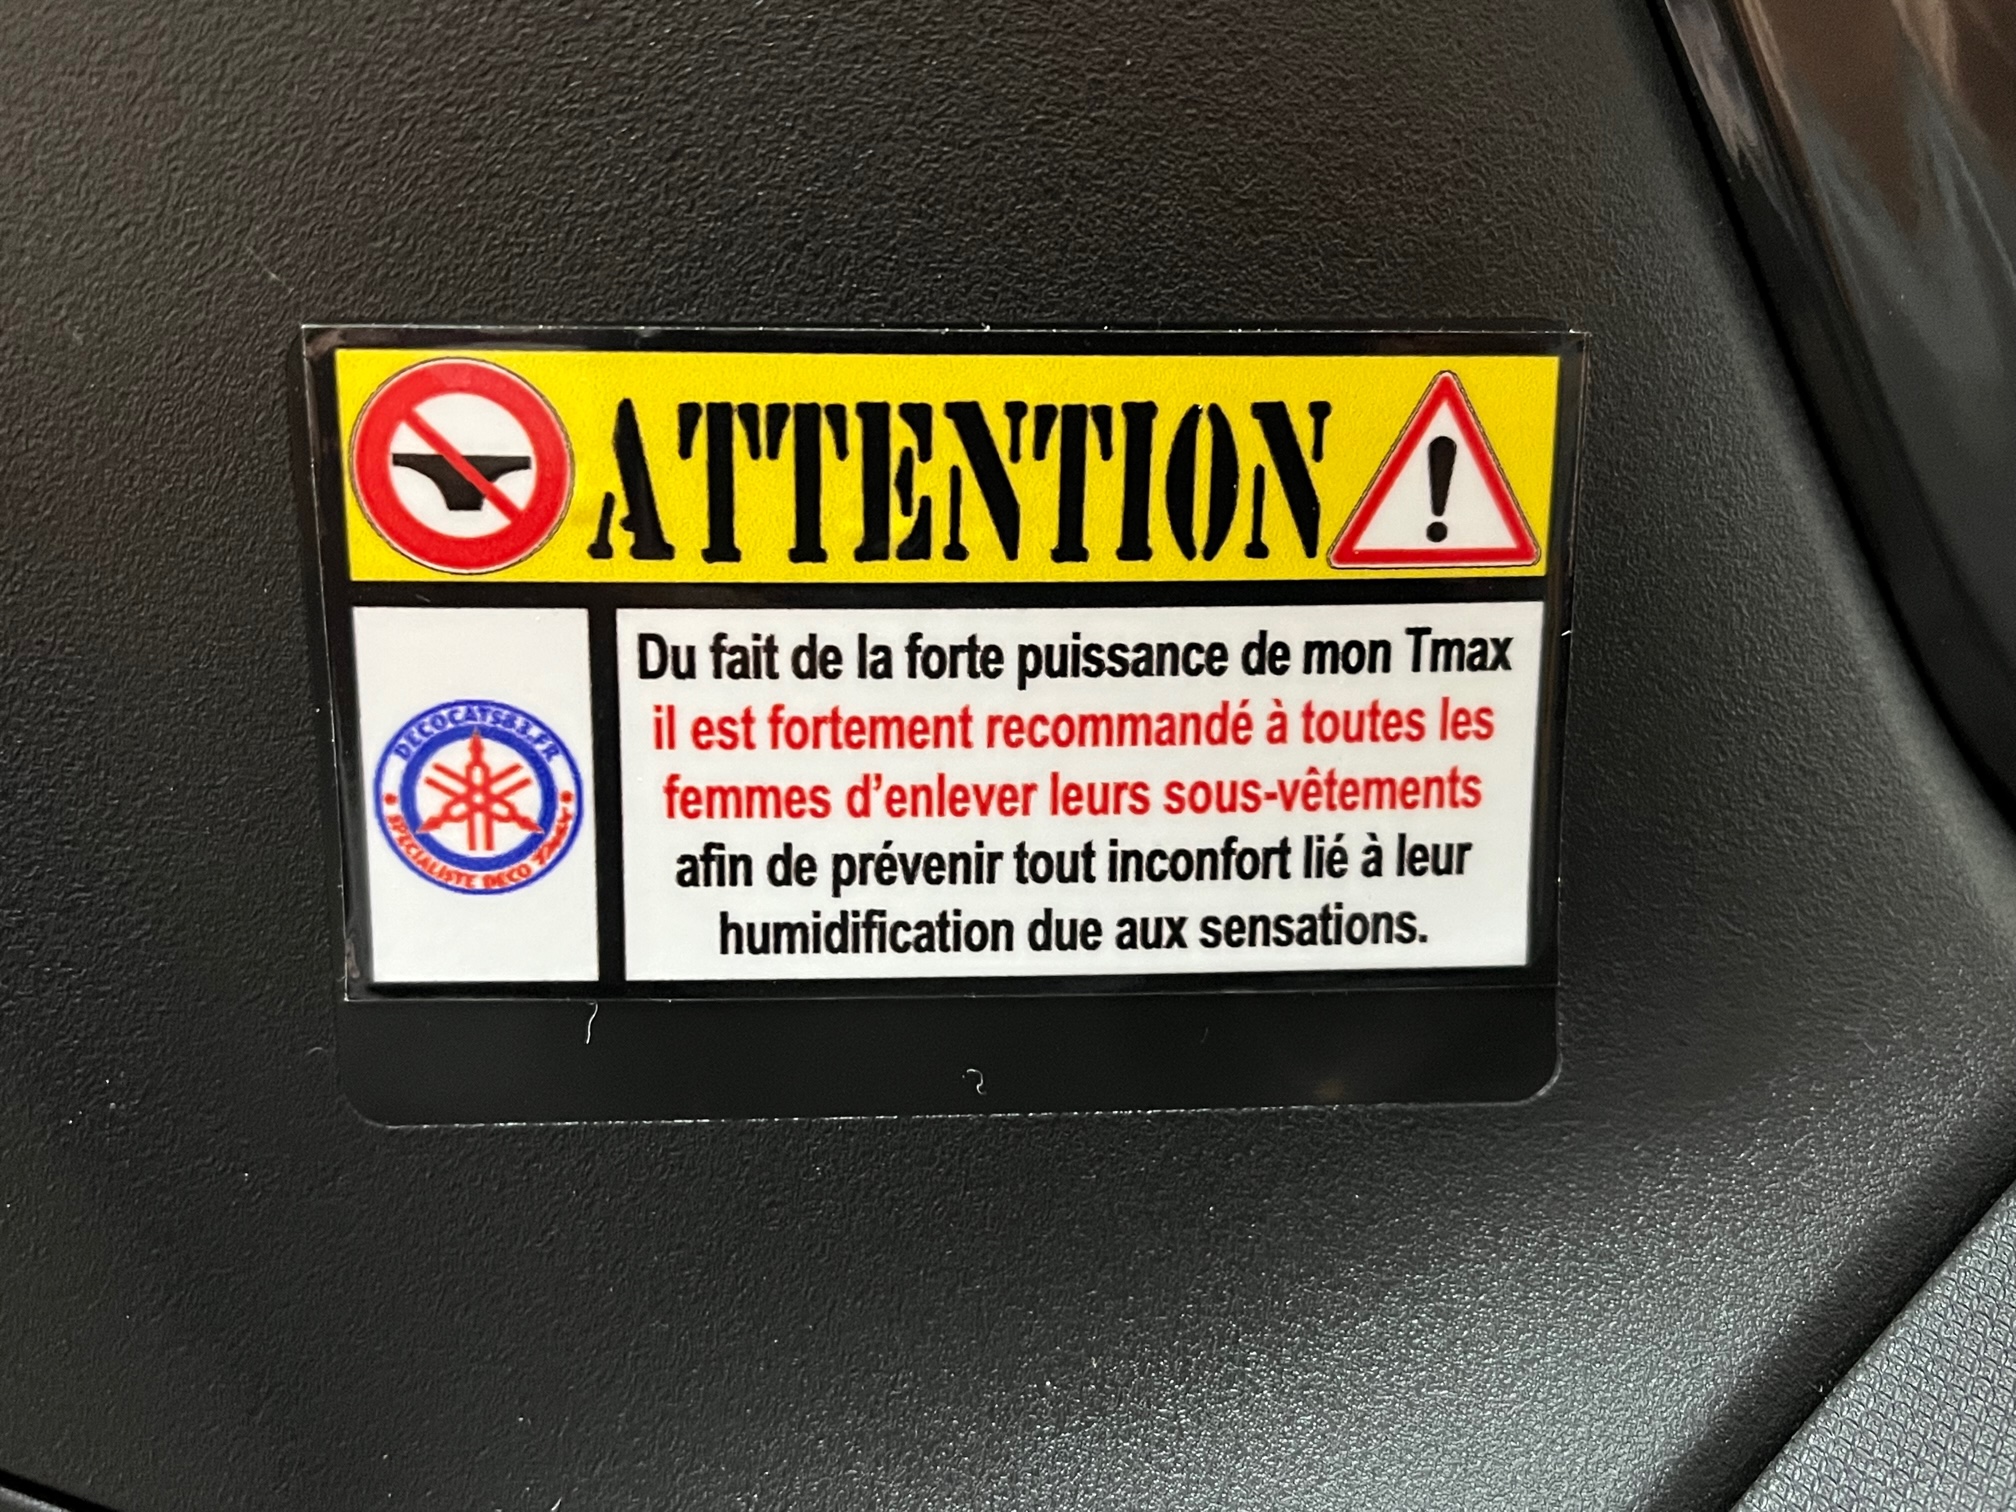 ATTENTION
Du fait de la forte puissance de mon Tmax
il est fortement recommandé à toutes les
femmes d'enlever leurs sous-vêtements
afin de prévenir tout inconfort lié à leur
humidification due aux sensations.
DECOCATS83.FR
SPECIALISTE DECO Tmax